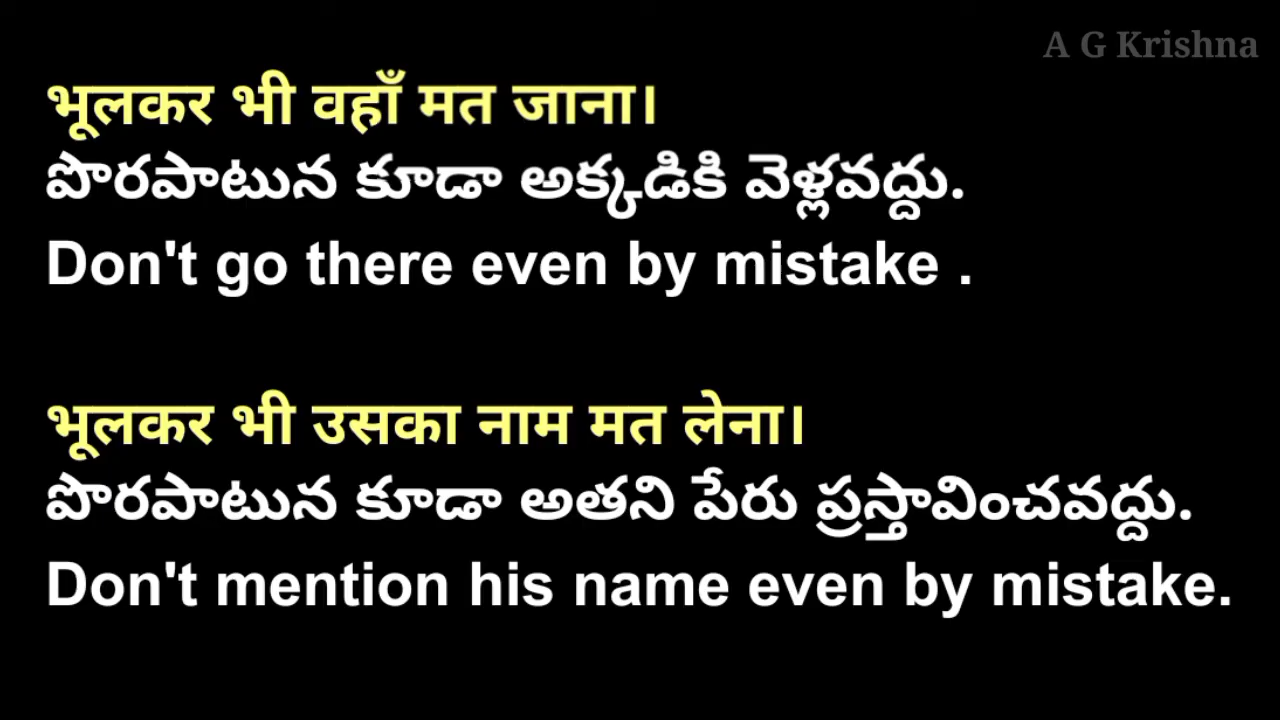 A G Krishna
भूलकर भी वहाँ मत जाना।
పొరపాటున కూడా అక్కడికి వెళ్లవద్దు.
Don't go there even by mistake .
भूलकर भी उसका नाम मत लेना।
పొరపాటున కూడా అతని పేరు ప్రస్తావించవద్దు.
Don't mention his name even by mistake.